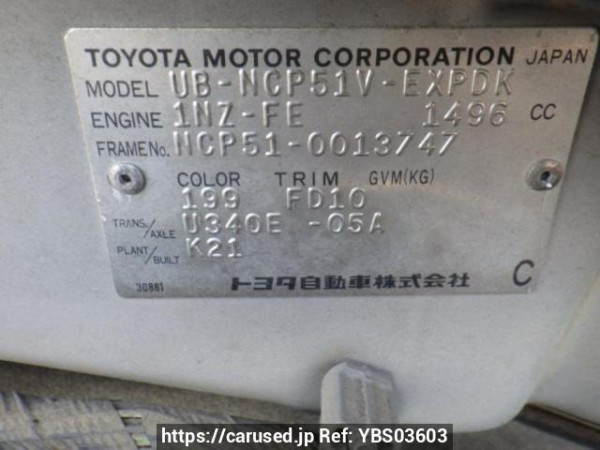 TOYOTA MOTOR CORPORATION JAPAN
MODEL UB-NCP51V-EXPDK
ENGINE 1NZ-FE 1496 CC
FRAME No. NCP51-0013747
COLOR TRIM GVM(KG)
199 FD10
TRANS./AXLE U340E -05A
PLANT/BUILT K21
30881 トヨタ自動車株式会社 C
https://carused.jp Ref: YBS03603